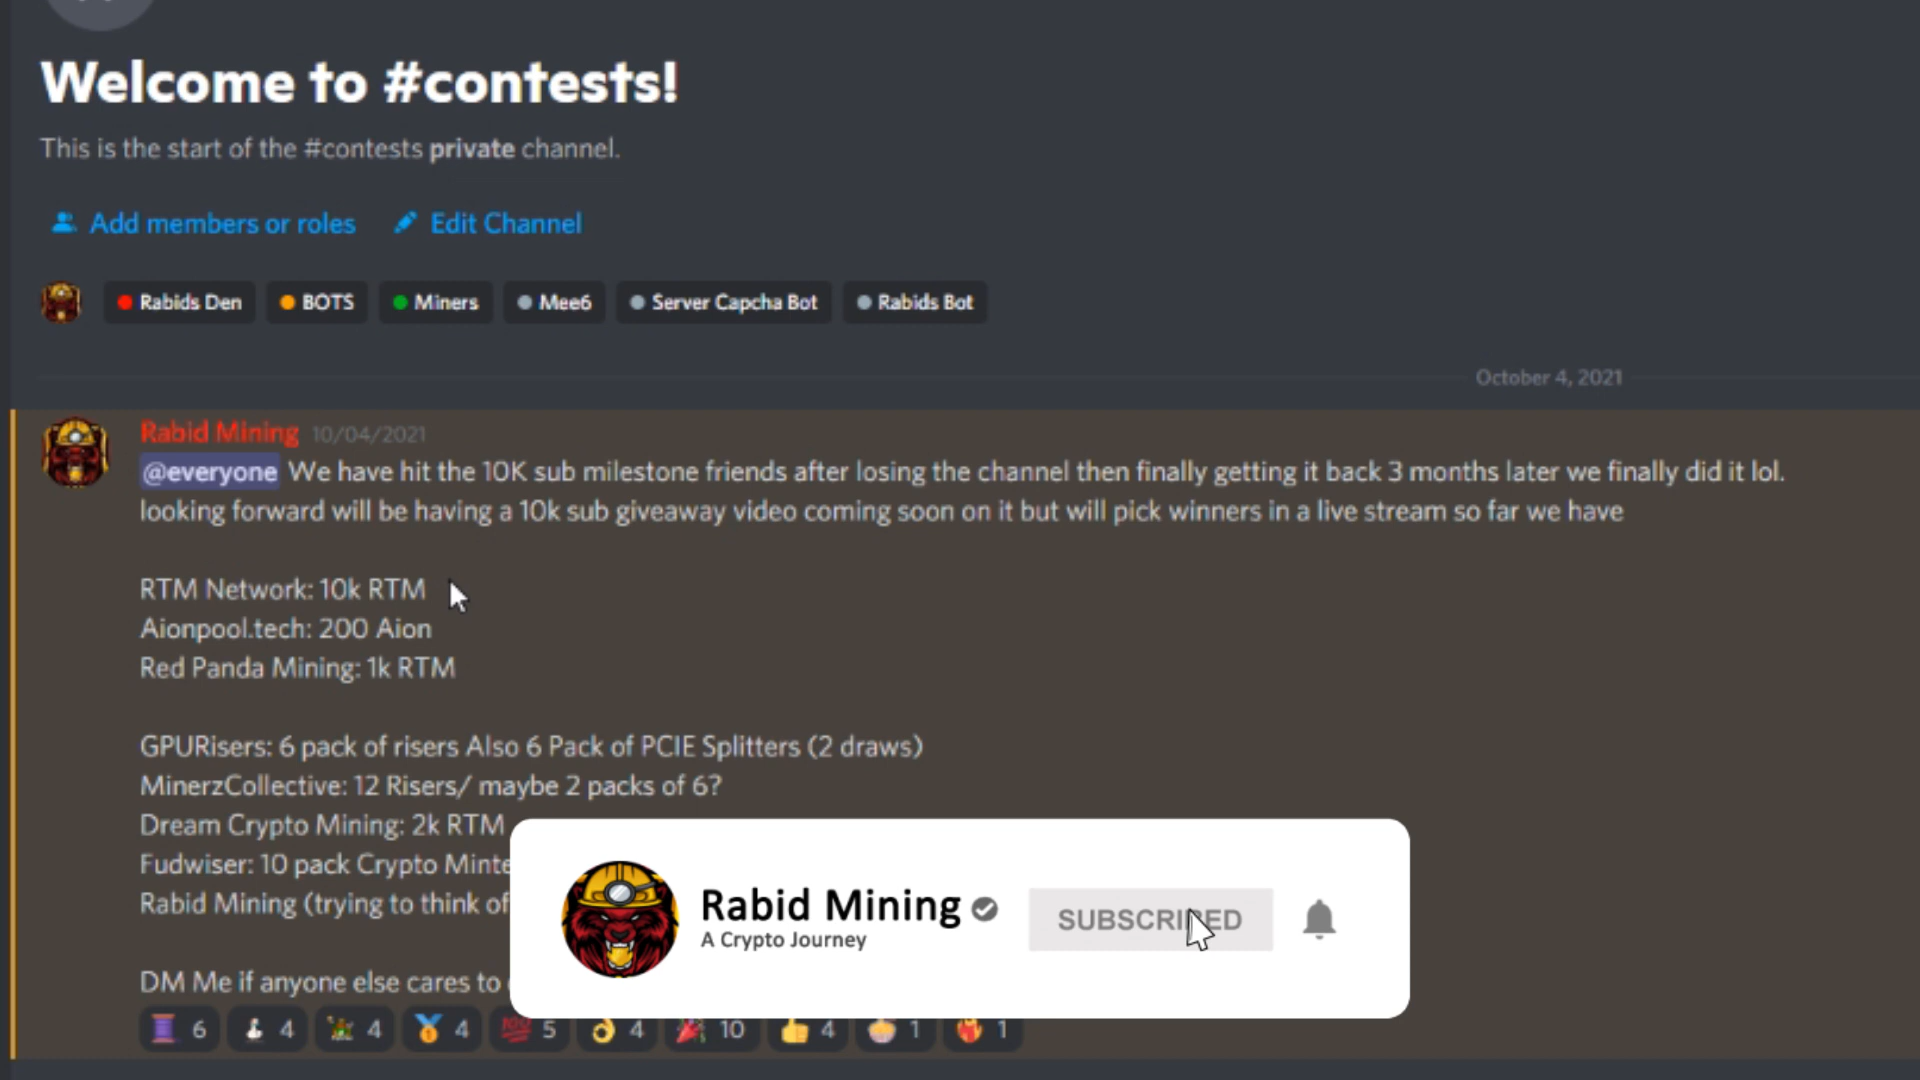 Welcome to #contests!
This is the start of the #contests private channel.
Add members or roles Edit Channel
Rabids Den BOTS Miners Mee6 Server Capcha Bot Rabids Bot
October 4, 2021
Rabid Mining 10/04/2021
@everyone We have hit the 10K sub milestone friends after losing the channel then finally getting it back 3 months later we finally did it lol.
looking forward will be having a 10k sub giveaway video coming soon on it but will pick winners in a live stream so far we have
RTM Network: 10k RTM
Aionpool.tech: 200 Aion
Red Panda Mining: 1k RTM
GPURisers: 6 pack of risers Also 6 Pack of PCIE Splitters (2 draws)
MinerzCollective: 12 Risers/ maybe 2 packs of 6?
Dream Crypto Mining: 2k RTM
Fudwiser: 10 pack Crypto Minte
Rabid Mining (trying to think of
DM Me if anyone else cares to
6 4 4 4 5 4 10 4 1 1
Rabid Mining
A Crypto Journey
SUBSCRIBED